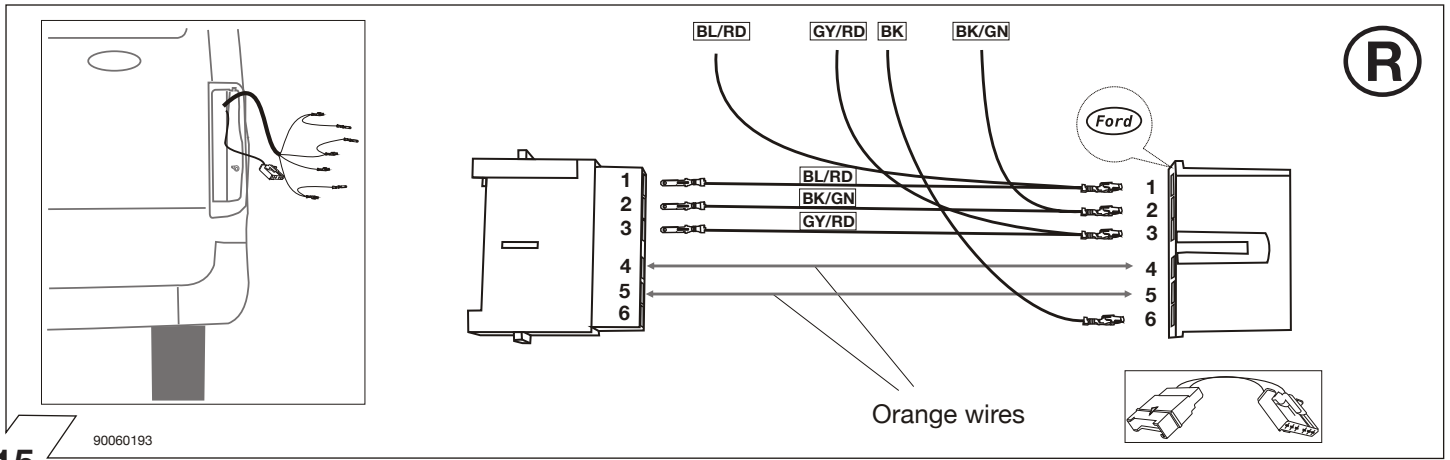 BL/RD GY/RD BK BK/GN
R
Ford
1 BL/RD 1
2 BK/GN 2
3 GY/RD 3
4 4
5 5
6 6
Orange wires
90060193
15